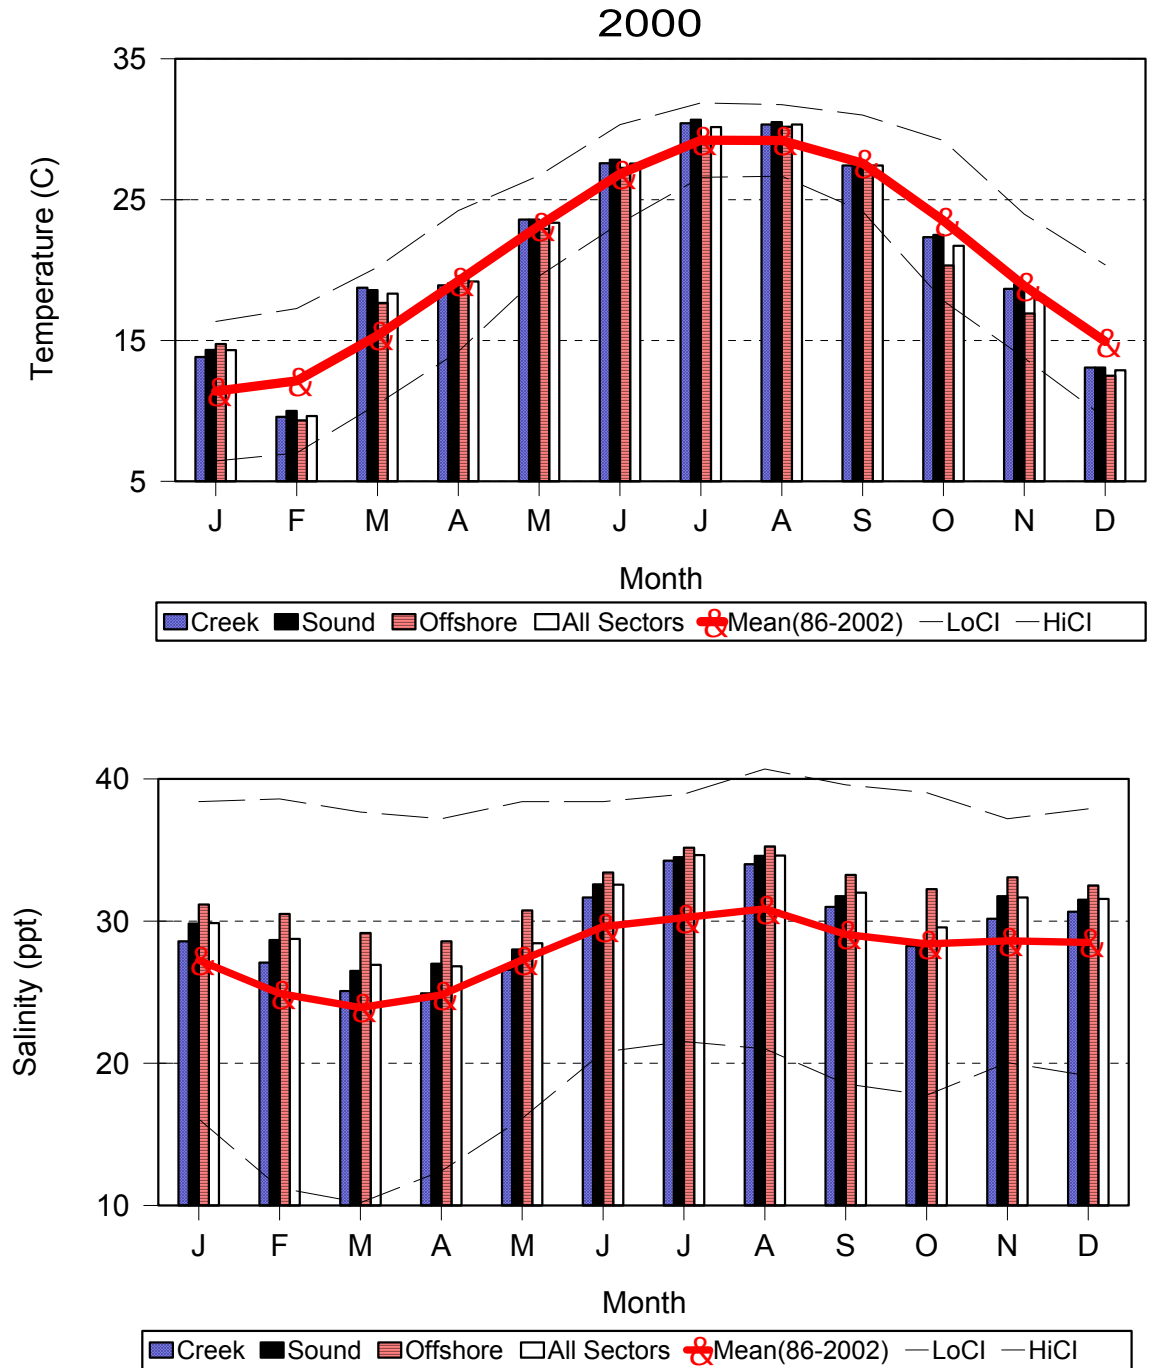 2000
35
25
15
5
Temperature (C)
& & & & & & & & & & & &
J F M A M J J A S O N D
Month
Creek Sound Offshore All Sectors & Mean(86-2002) LoCI HiCI
40
30
20
10
Salinity (ppt)
& & & & & & & & & & & &
J F M A M J J A S O N D
Month
Creek Sound Offshore All Sectors & Mean(86-2002) LoCI HiCI